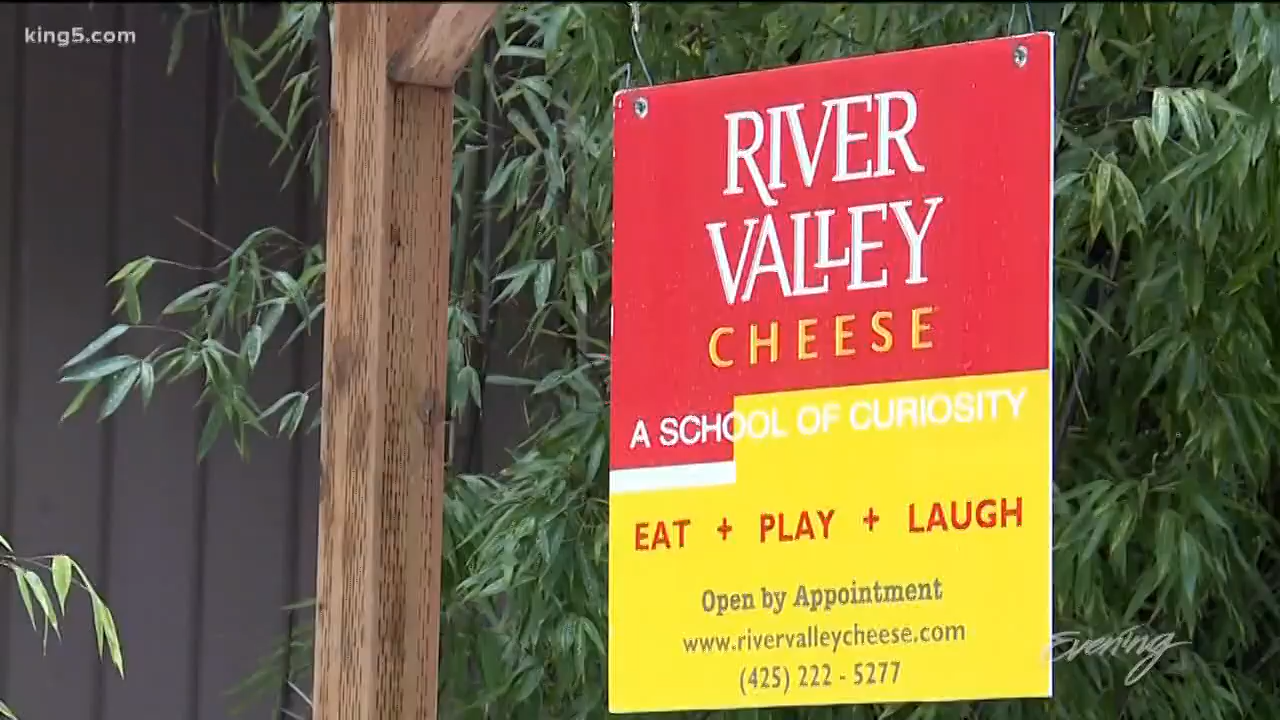 king5.com
RIVER
VALLEY
CHEESE
A SCHOOL OF CURIOSITY
EAT + PLAY + LAUGH
Open by Appointment
www.rivervalleycheese.com
(425) 222 - 5277
Evening